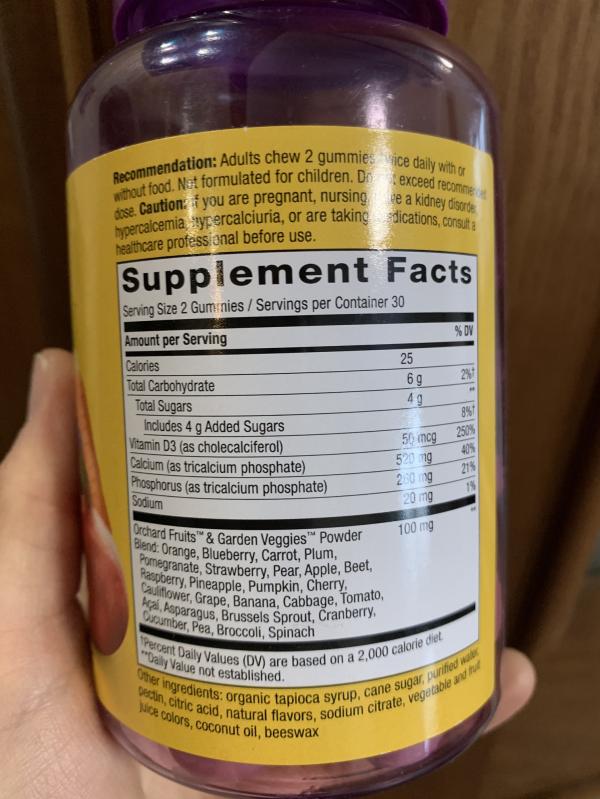 Recommendation: Adults chew 2 gummies twice daily with or
without food. Not formulated for children. Do not exceed recommended
dose. Caution: If you are pregnant, nursing, have a kidney disorder,
hypercalcemia, hypercalciuria, or are taking medications, consult a
healthcare professional before use.
Supplement Facts
Serving Size 2 Gummies / Servings per Container 30
Amount per Serving % DV
Calories 25
Total Carbohydrate 6 g 2%†
Total Sugars 4 g **
Includes 4 g Added Sugars 8%†
Vitamin D3 (as cholecalciferol) 50 mcg 250%
Calcium (as tricalcium phosphate) 520 mg 40%
Phosphorus (as tricalcium phosphate) 260 mg 21%
Sodium 20 mg 1%
Orchard Fruits™ & Garden Veggies™ Powder 100 mg **
Blend: Orange, Blueberry, Carrot, Plum,
Pomegranate, Strawberry, Pear, Apple, Beet,
Raspberry, Pineapple, Pumpkin, Cherry,
Cauliflower, Grape, Banana, Cabbage, Tomato,
Açaí, Asparagus, Brussels Sprout, Cranberry,
Cucumber, Pea, Broccoli, Spinach
†Percent Daily Values (DV) are based on a 2,000 calorie diet.
**Daily Value not established.
Other ingredients: organic tapioca syrup, cane sugar, purified water,
pectin, citric acid, natural flavors, sodium citrate, vegetable and fruit
juice colors, coconut oil, beeswax